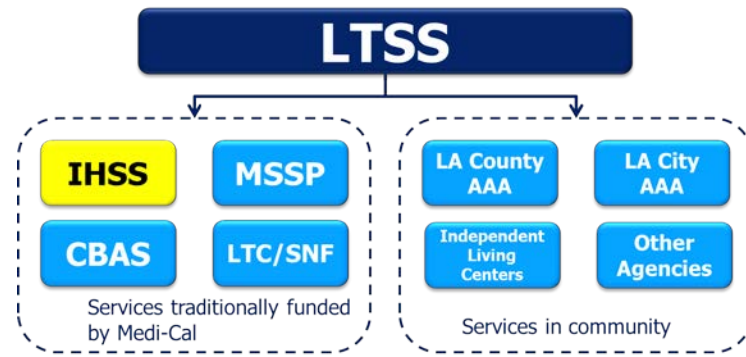 LTSS
IHSS
MSSP
CBAS
LTC/SNF
Services traditionally funded
by Medi-Cal
LA County
AAA
LA City
AAA
Independent
Living
Centers
Other
Agencies
Services in community